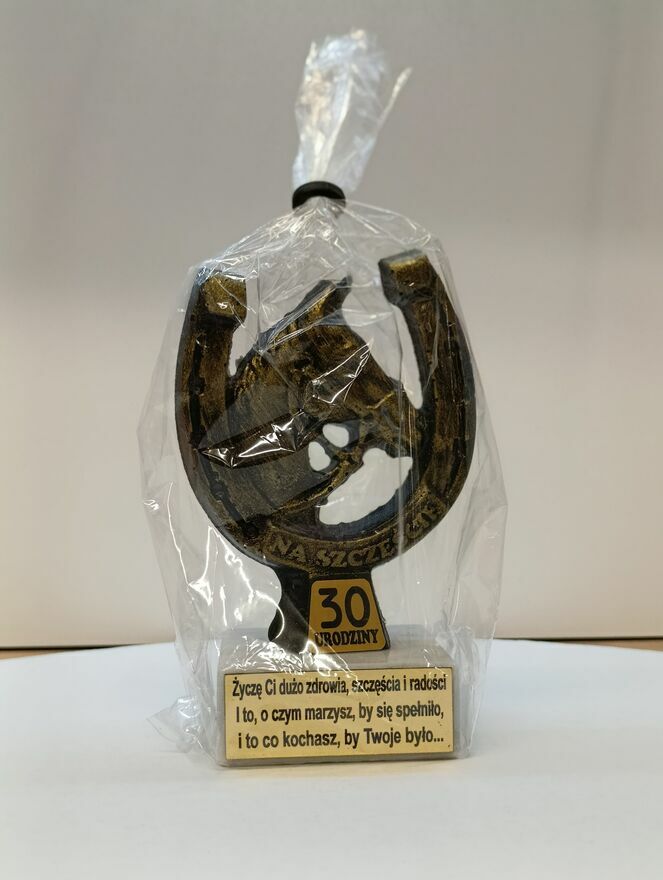 NA SZCZĘŚCIE
30
URODZINY
Życzę Ci dużo zdrowia, szczęścia i radości
I to, o czym marzysz, by się spełniło,
i to co kochasz, by Twoje było...